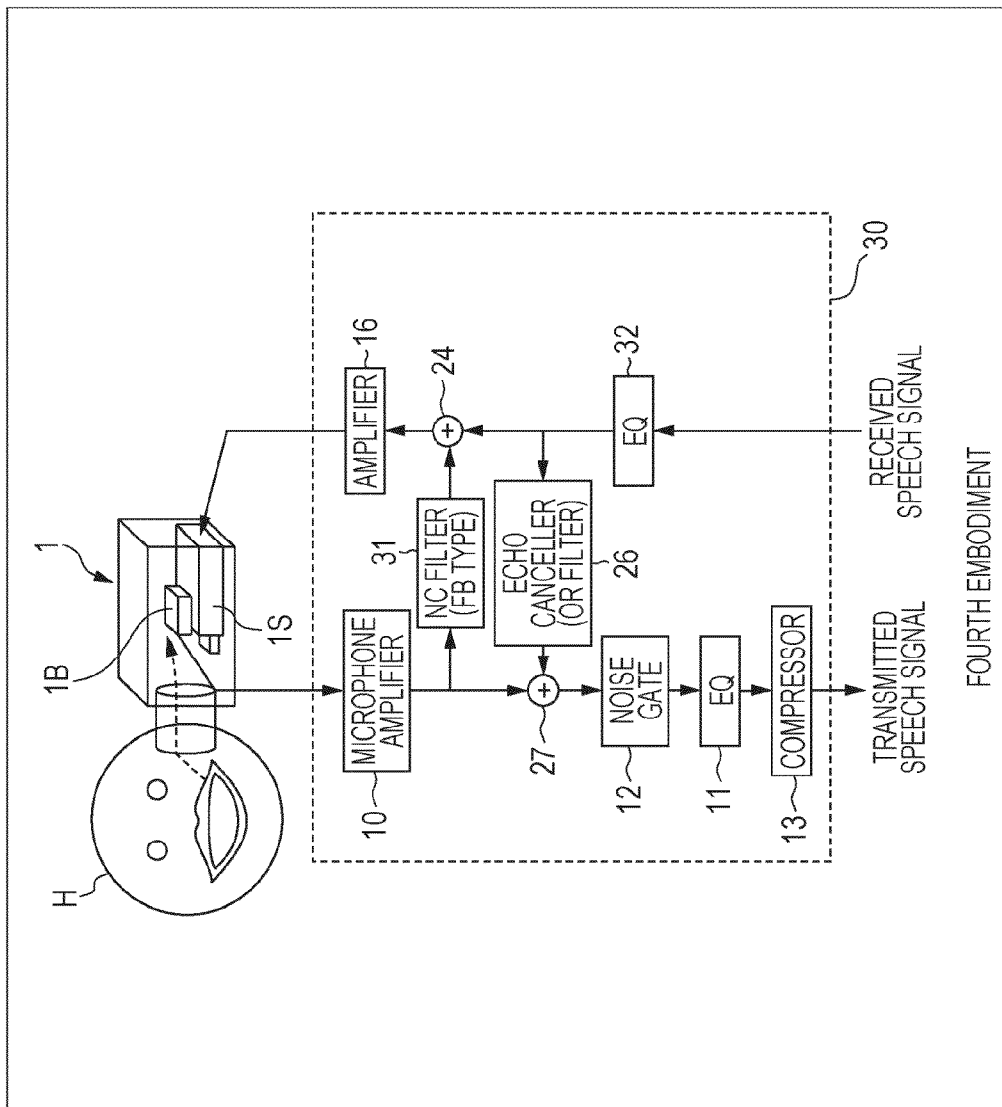 H
1
1B
1S
MICROPHONE
AMPLIFIER
10
NC FILTER
(FB TYPE)
31
AMPLIFIER
16
24
ECHO
CANCELLER
(OR FILTER)
26
27
NOISE
GATE
12
EQ
32
EQ
11
COMPRESSOR
13
30
TRANSMITTED
SPEECH SIGNAL
RECEIVED
SPEECH SIGNAL
FOURTH EMBODIMENT